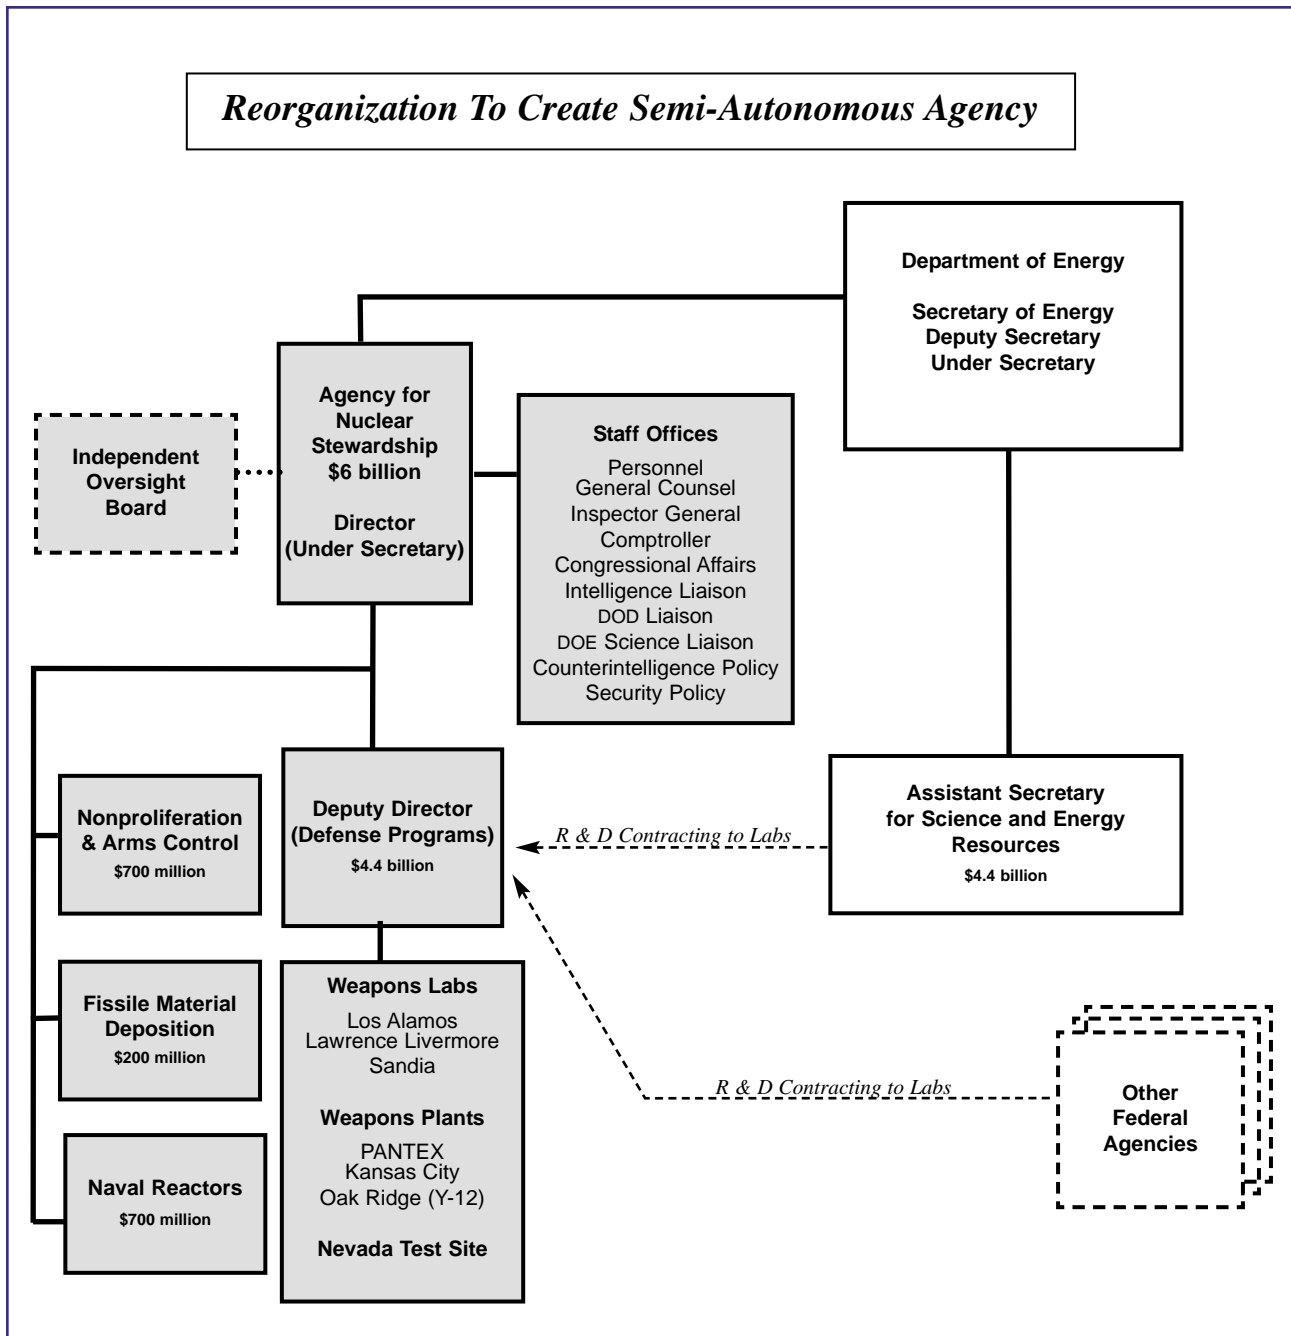 Reorganization To Create Semi-Autonomous Agency
Department of Energy
Secretary of Energy
Deputy Secretary
Under Secretary
Agency for
Nuclear
Stewardship
$6 billion
Director
(Under Secretary)
Independent
Oversight
Board
Staff Offices
Personnel
General Counsel
Inspector General
Comptroller
Congressional Affairs
Intelligence Liaison
DOD Liaison
DOE Science Liaison
Counterintelligence Policy
Security Policy
Nonproliferation
& Arms Control
$700 million
Deputy Director
(Defense Programs)
$4.4 billion
R & D Contracting to Labs
Assistant Secretary
for Science and Energy
Resources
$4.4 billion
Fissile Material
Deposition
$200 million
Weapons Labs
Los Alamos
Lawrence Livermore
Sandia
Weapons Plants
PANTEX
Kansas City
Oak Ridge (Y-12)
Nevada Test Site
R & D Contracting to Labs
Other
Federal
Agencies
Naval Reactors
$700 million